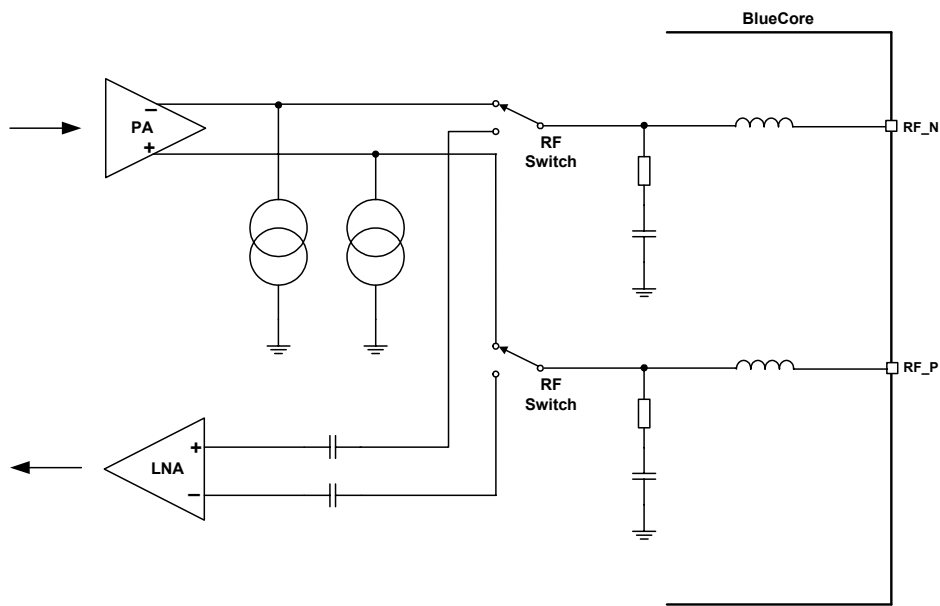 BlueCore
−
PA
+
RF
Switch
RF_N
RF
Switch
RF_P
+
LNA
−